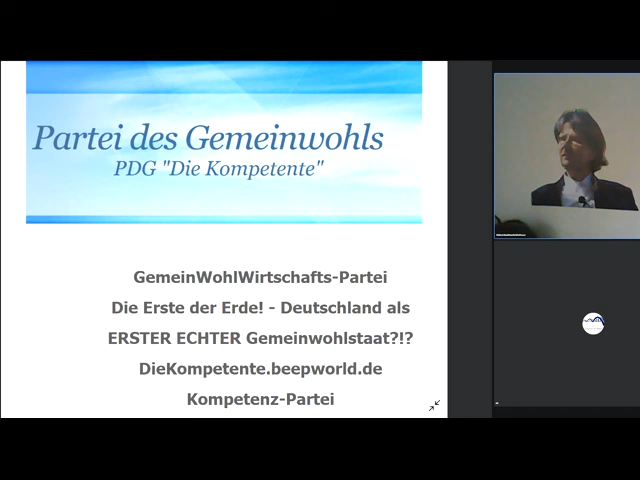 Partei des Gemeinwohls
PDG "Die Kompetente"
GemeinWohlWirtschafts-Partei
Die Erste der Erde! - Deutschland als
ERSTER ECHTER Gemeinwohlstaat?!?
DieKompetente.beepworld.de
Kompetenz-Partei